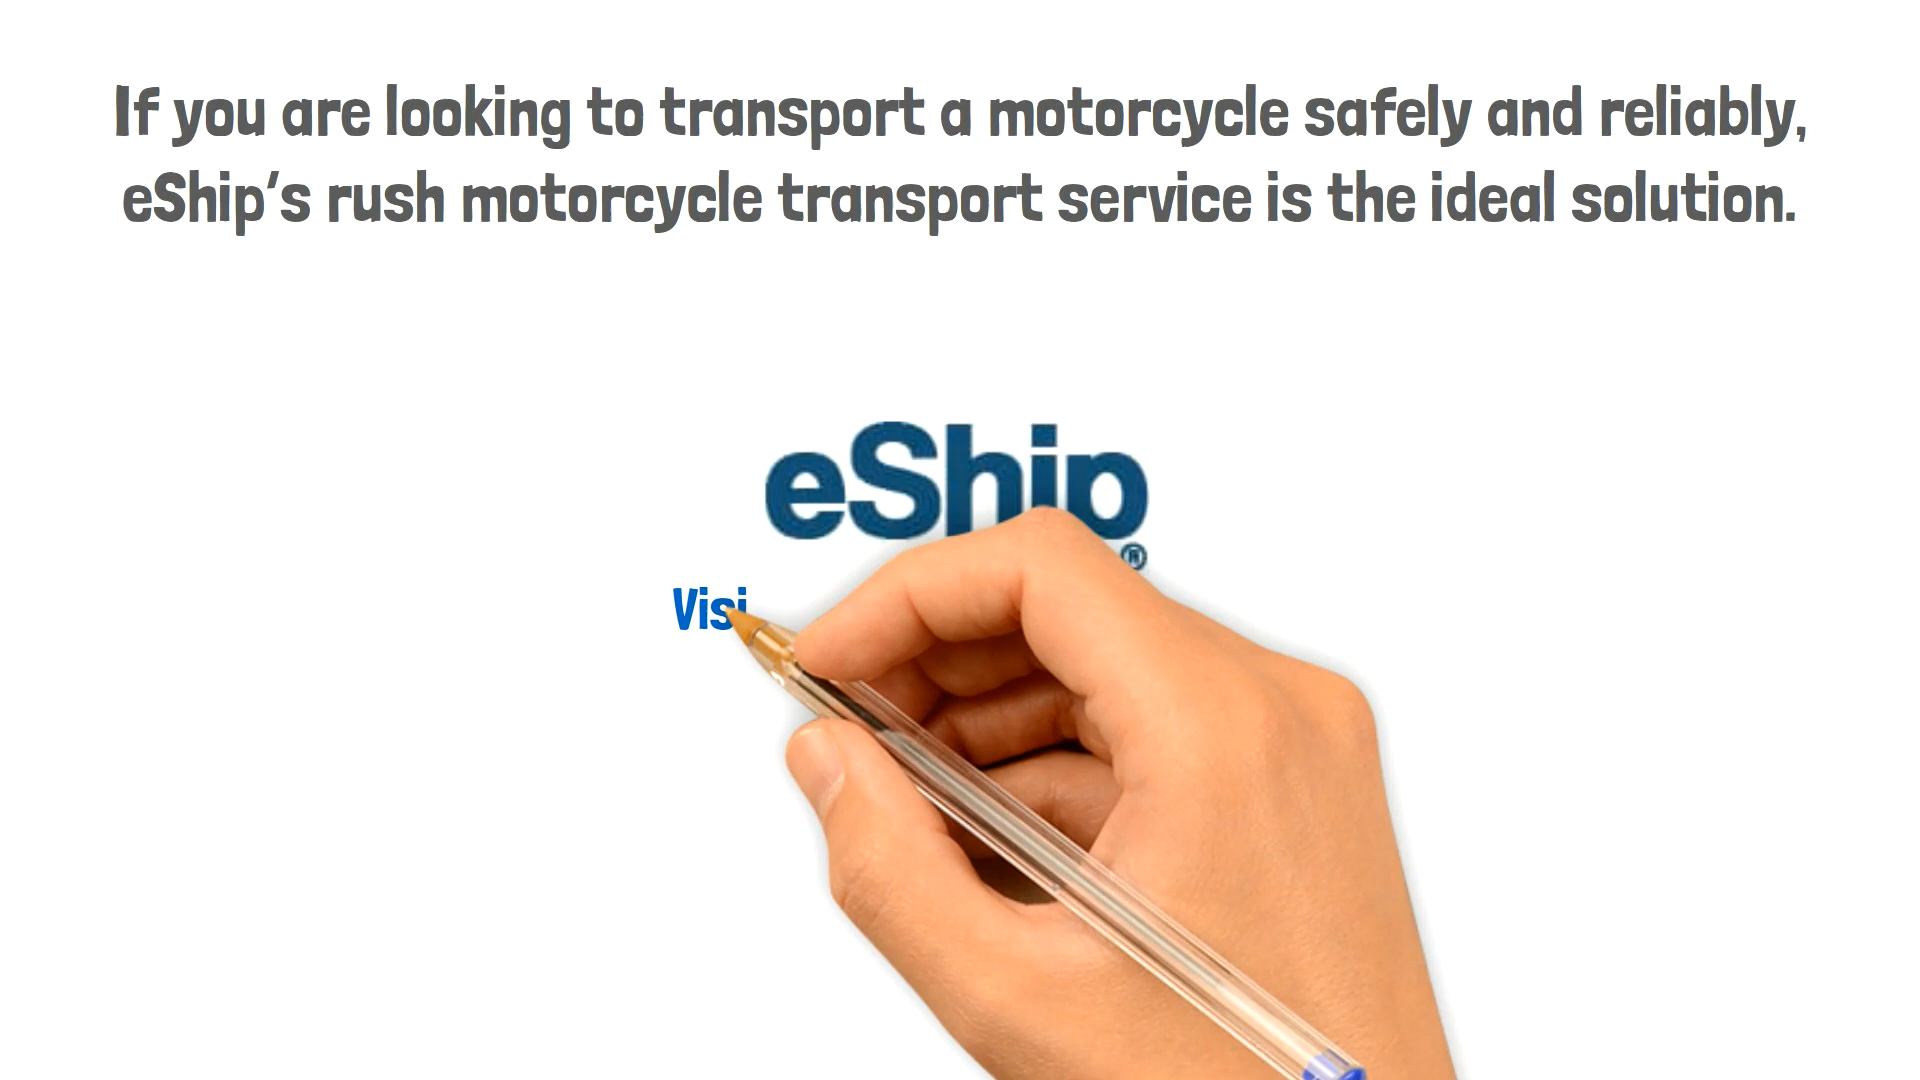 If you are looking to transport a motorcycle safely and reliably,
eShip's rush motorcycle transport service is the ideal solution.
eShip
®
Visi